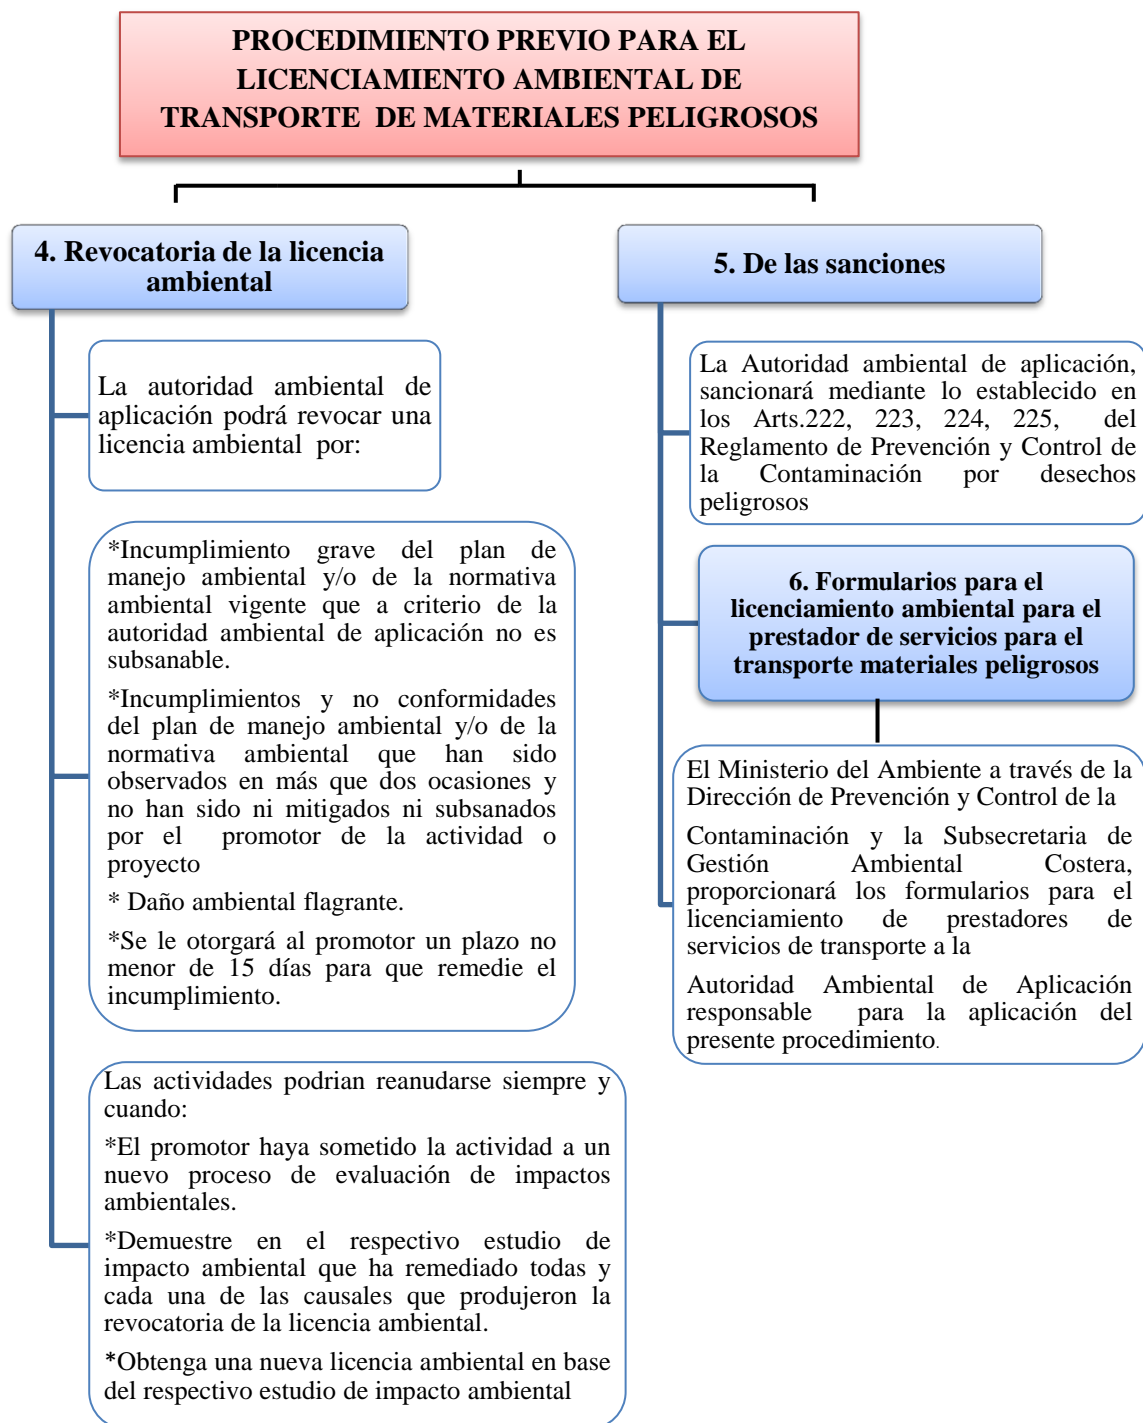 PROCEDIMIENTO PREVIO PARA EL
LICENCIAMIENTO AMBIENTAL DE
TRANSPORTE DE MATERIALES PELIGROSOS
4. Revocatoria de la licencia
ambiental
La autoridad ambiental de
aplicación podrá revocar una
licencia ambiental por:
*Incumplimiento grave del plan de
manejo ambiental y/o de la normativa
ambiental vigente que a criterio de la
autoridad ambiental de aplicación no es
subsanable.
*Incumplimientos y no conformidades
del plan de manejo ambiental y/o de la
normativa ambiental que han sido
observados en más que dos ocasiones y
no han sido ni mitigados ni subsanados
por el promotor de la actividad o
proyecto
* Daño ambiental flagrante.
*Se le otorgará al promotor un plazo no
menor de 15 días para que remedie el
incumplimiento.
Las actividades podrian reanudarse siempre y
cuando:
*El promotor haya sometido la actividad a un
nuevo proceso de evaluación de impactos
ambientales.
*Demuestre en el respectivo estudio de
impacto ambiental que ha remediado todas y
cada una de las causales que produjeron la
revocatoria de la licencia ambiental.
*Obtenga una nueva licencia ambiental en base
del respectivo estudio de impacto ambiental
5. De las sanciones
La Autoridad ambiental de aplicación,
sancionará mediante lo establecido en
los Arts.222, 223, 224, 225, del
Reglamento de Prevención y Control de
la Contaminación por desechos
peligrosos
6. Formularios para el
licenciamiento ambiental para el
prestador de servicios para el
transporte materiales peligrosos
El Ministerio del Ambiente a través de la
Dirección de Prevención y Control de la
Contaminación y la Subsecretaria de
Gestión Ambiental Costera,
proporcionará los formularios para el
licenciamiento de prestadores de
servicios de transporte a la
Autoridad Ambiental de Aplicación
responsable para la aplicación del
presente procedimiento.